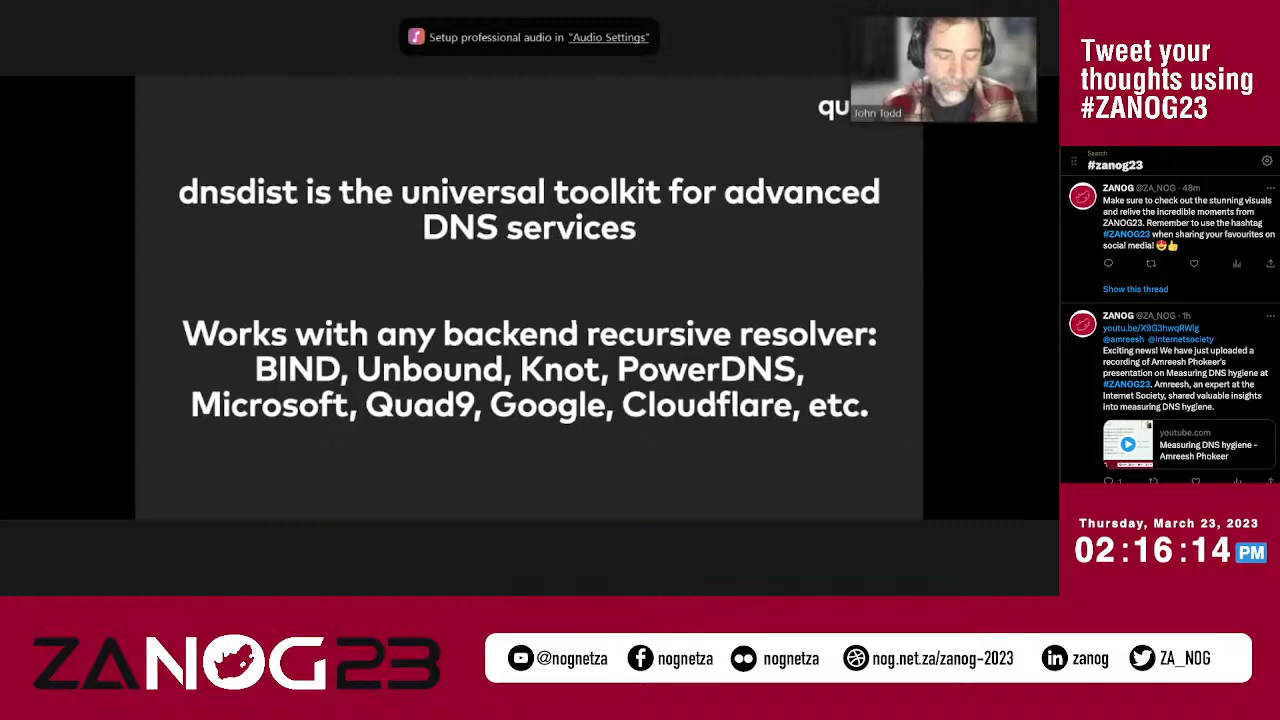 Setup professional audio in "Audio Settings"
John Todd
qu
dnsdist is the universal toolkit for advanced
DNS services
Works with any backend recursive resolver:
BIND, Unbound, Knot, PowerDNS,
Microsoft, Quad9, Google, Cloudflare, etc.
Tweet your
thoughts using
#ZANOG23
Search
#zanog23
ZANOG @ZA_NOG · 48m
Make sure to check out the stunning visuals
and relive the incredible moments from
ZANOG23. Remember to use the hashtag
#ZANOG23 when sharing your favourites on
social media! 😍👍
Show this thread
ZANOG @ZA_NOG · 1h
youtu.be/X9G3hwqRWig
@amreesh @internetsociety
Exciting news! We have just uploaded a
recording of Amreesh Phokeer's
presentation on Measuring DNS hygiene at
#ZANOG23. Amreesh, an expert at the
Internet Society, shared valuable insights
into measuring DNS hygiene.
youtube.com
Measuring DNS hygiene -
Amreesh Phokeer
Thursday, March 23, 2023
02:16:14 PM
ZANOG23
@nognetza
nognetza
nognetza
nog.net.za/zanog-2023
zanog
ZA_NOG